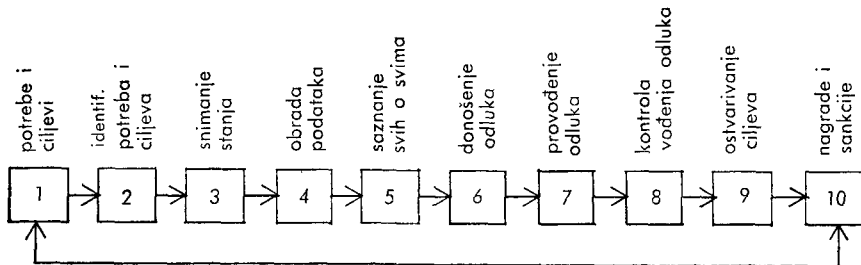 potrebe i
ciljevi
identif.
potreba i
ciljeva
snimanje
stanja
obrada
podataka
saznanje
svih o svima
donošenje
odluka
provođenje
odluka
kontrola
vođenja odluka
ostvarivanje
ciljeva
nagrade i
sankcije
1
2
3
4
5
6
7
8
9
10